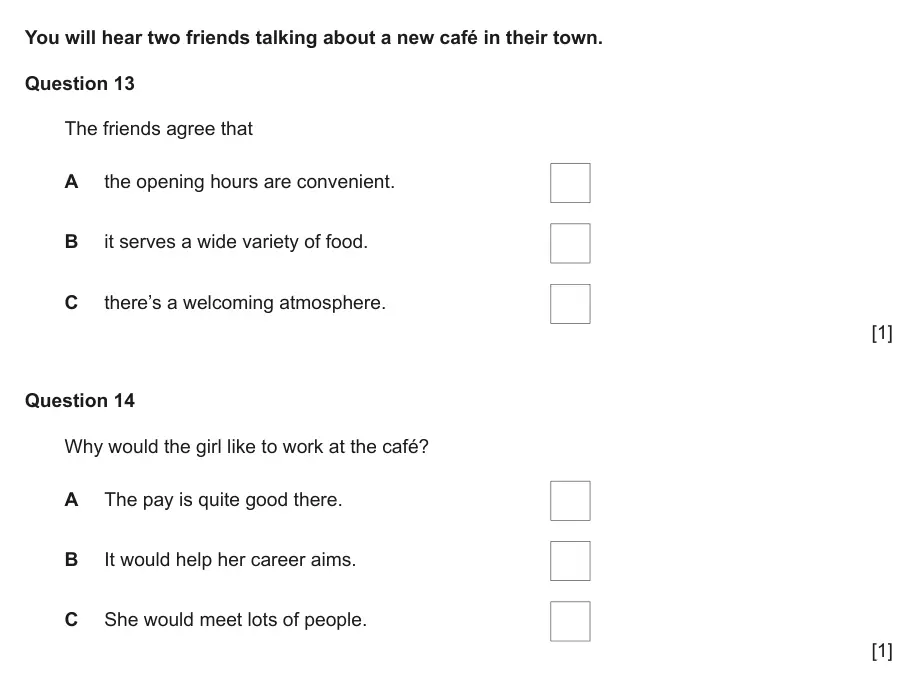 You will hear two friends talking about a new café in their town.
Question 13
The friends agree that
A the opening hours are convenient.
B it serves a wide variety of food.
C there’s a welcoming atmosphere.
[1]
Question 14
Why would the girl like to work at the café?
A The pay is quite good there.
B It would help her career aims.
C She would meet lots of people.
[1]